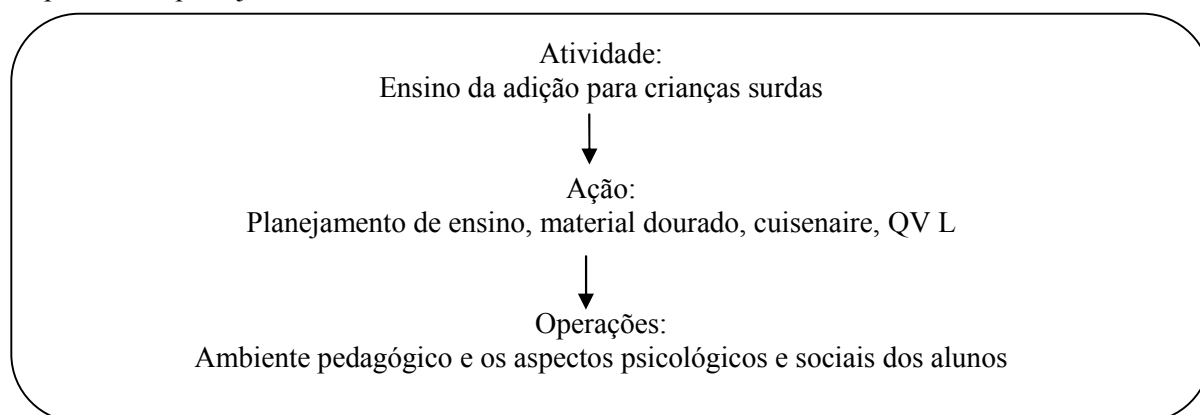 Atividade:
Ensino da adição para crianças surdas
Ação:
Planejamento de ensino, material dourado, cuisenaire, QV L
Operações:
Ambiente pedagógico e os aspectos psicológicos e sociais dos alunos